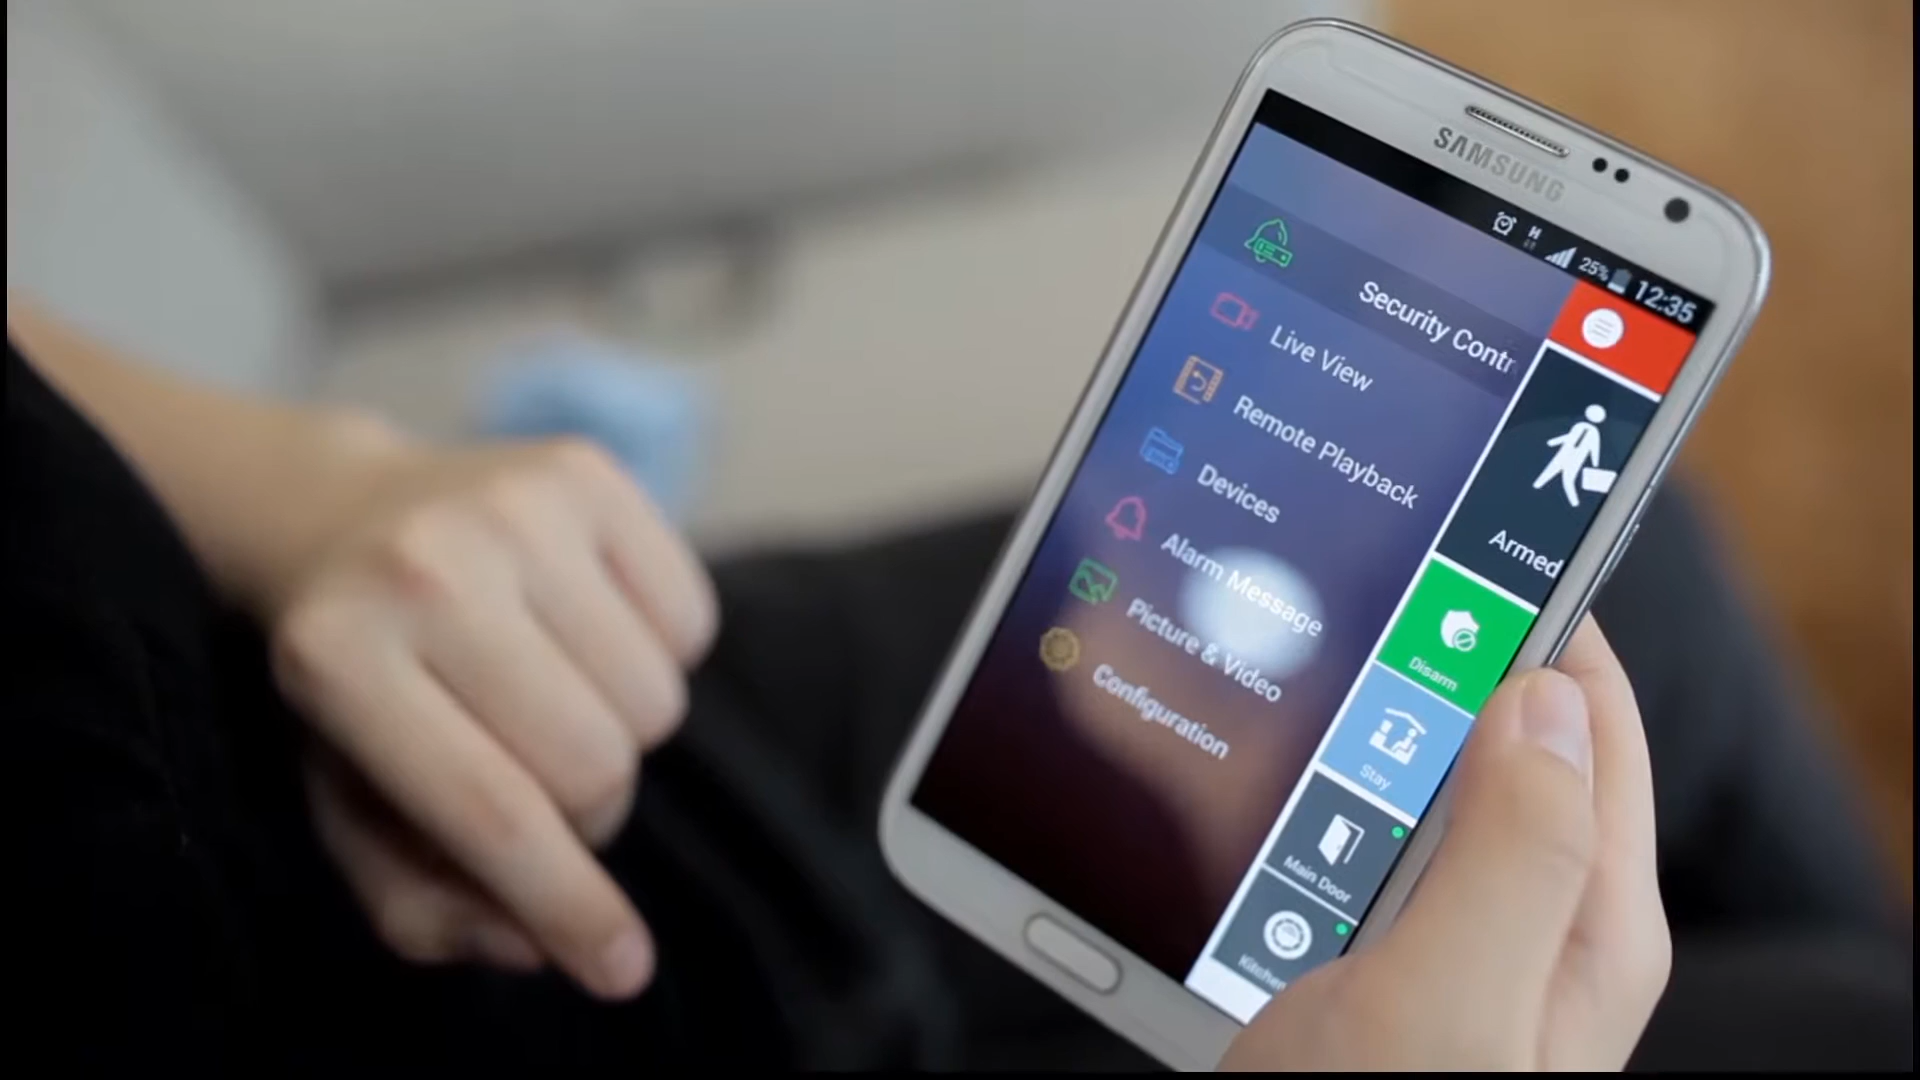 SAMSUNG
H
25% 12:35
Security Contr
Live View
Remote Playback
Devices
Alarm Message
Picture & Video
Configuration
Armed
Disarm
Stay
Main Door
Kitchen